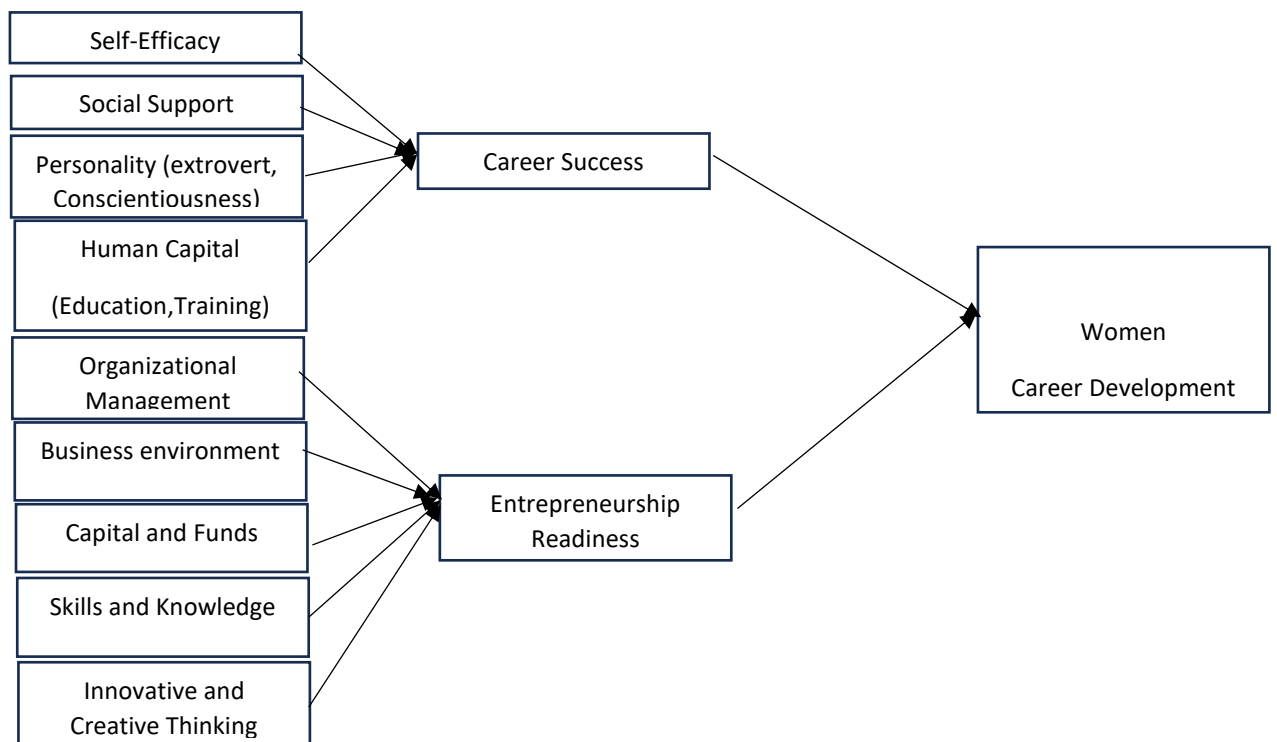 Self-Efficacy
Social Support
Personality (extrovert,
Conscientiousness)
Human Capital
(Education,Training)
Organizational
Management
Business environment
Capital and Funds
Skills and Knowledge
Innovative and
Creative Thinking
Career Success
Entrepreneurship
Readiness
Women
Career Development